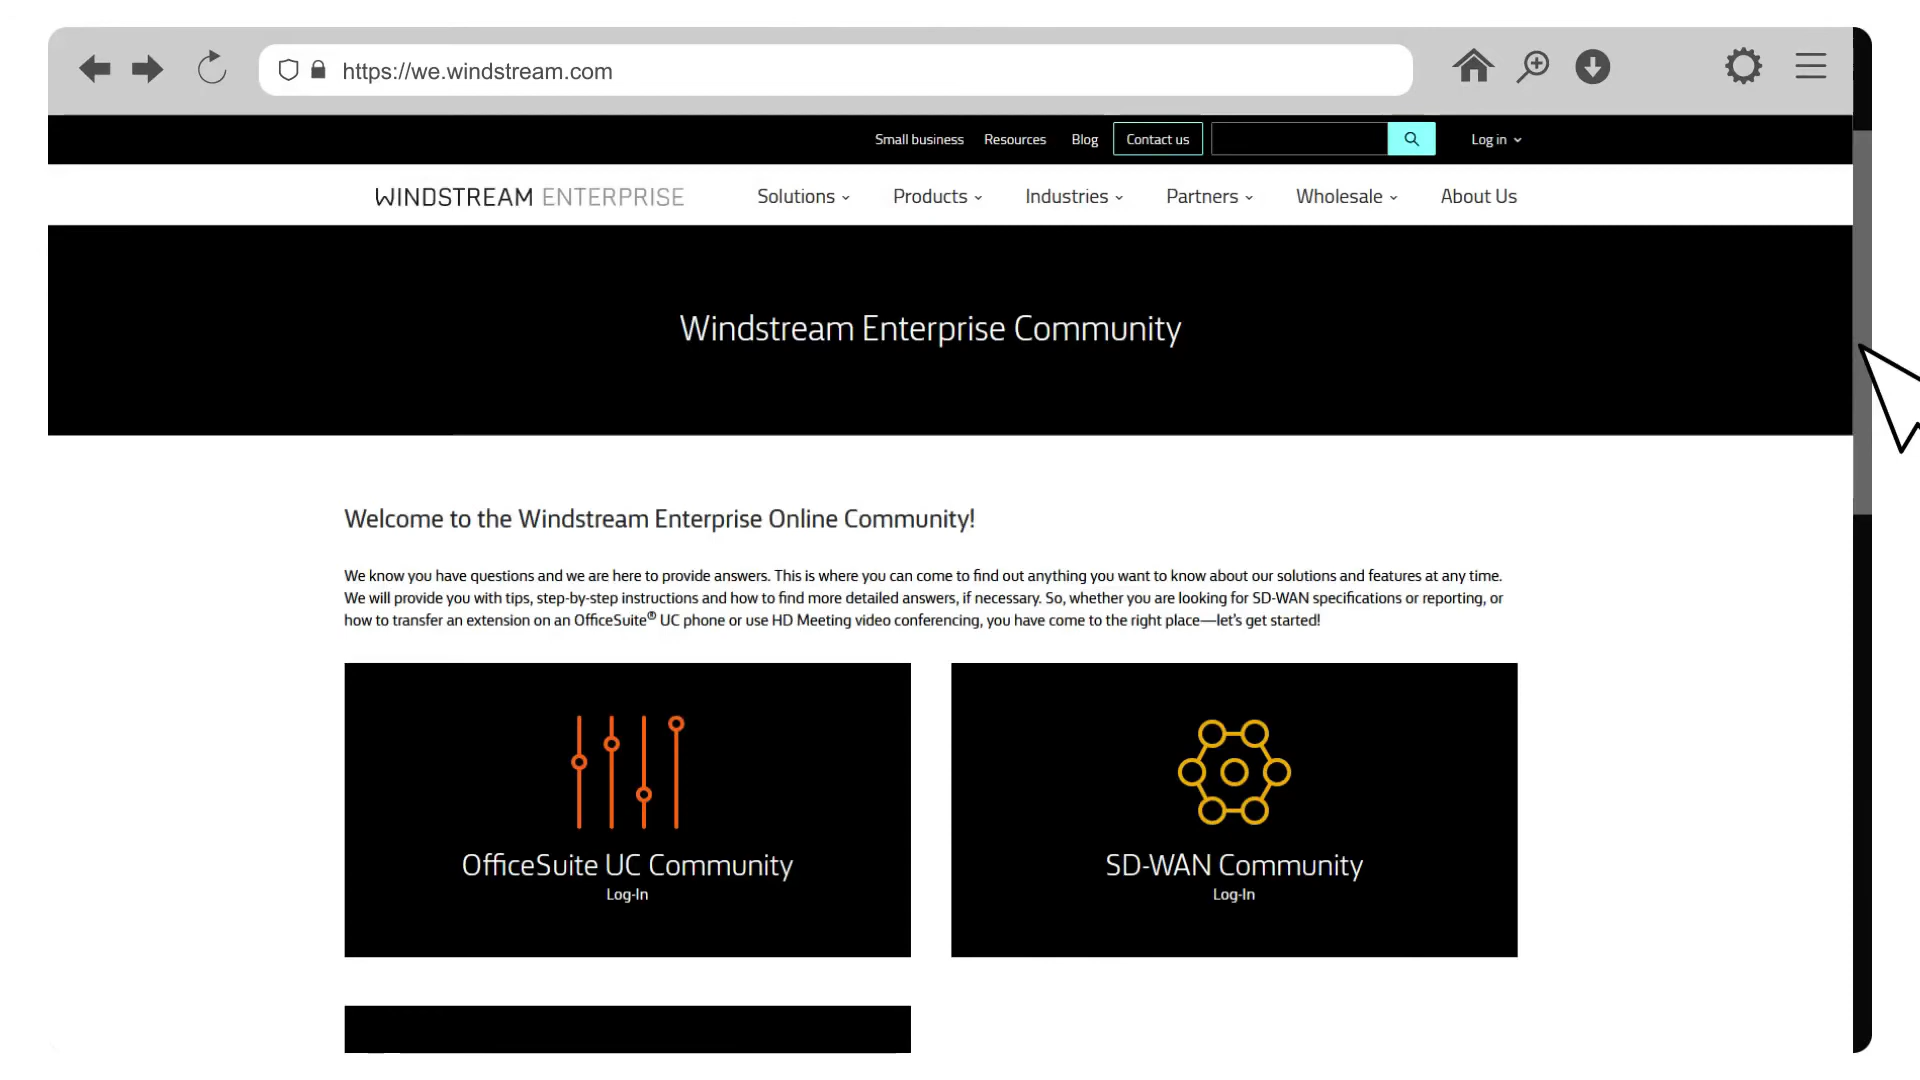 https://we.windstream.com
Small business Resources Blog Contact us Log in
WINDSTREAM ENTERPRISE Solutions Products Industries Partners Wholesale About Us
Windstream Enterprise Community
Welcome to the Windstream Enterprise Online Community!
We know you have questions and we are here to provide answers. This is where you can come to find out anything you want to know about our solutions and features at any time.
We will provide you with tips, step-by-step instructions and how to find more detailed answers, if necessary. So, whether you are looking for SD-WAN specifications or reporting, or
how to transfer an extension on an OfficeSuite® UC phone or use HD Meeting video conferencing, you have come to the right place—let's get started!
OfficeSuite UC Community
Log-In
SD-WAN Community
Log-In